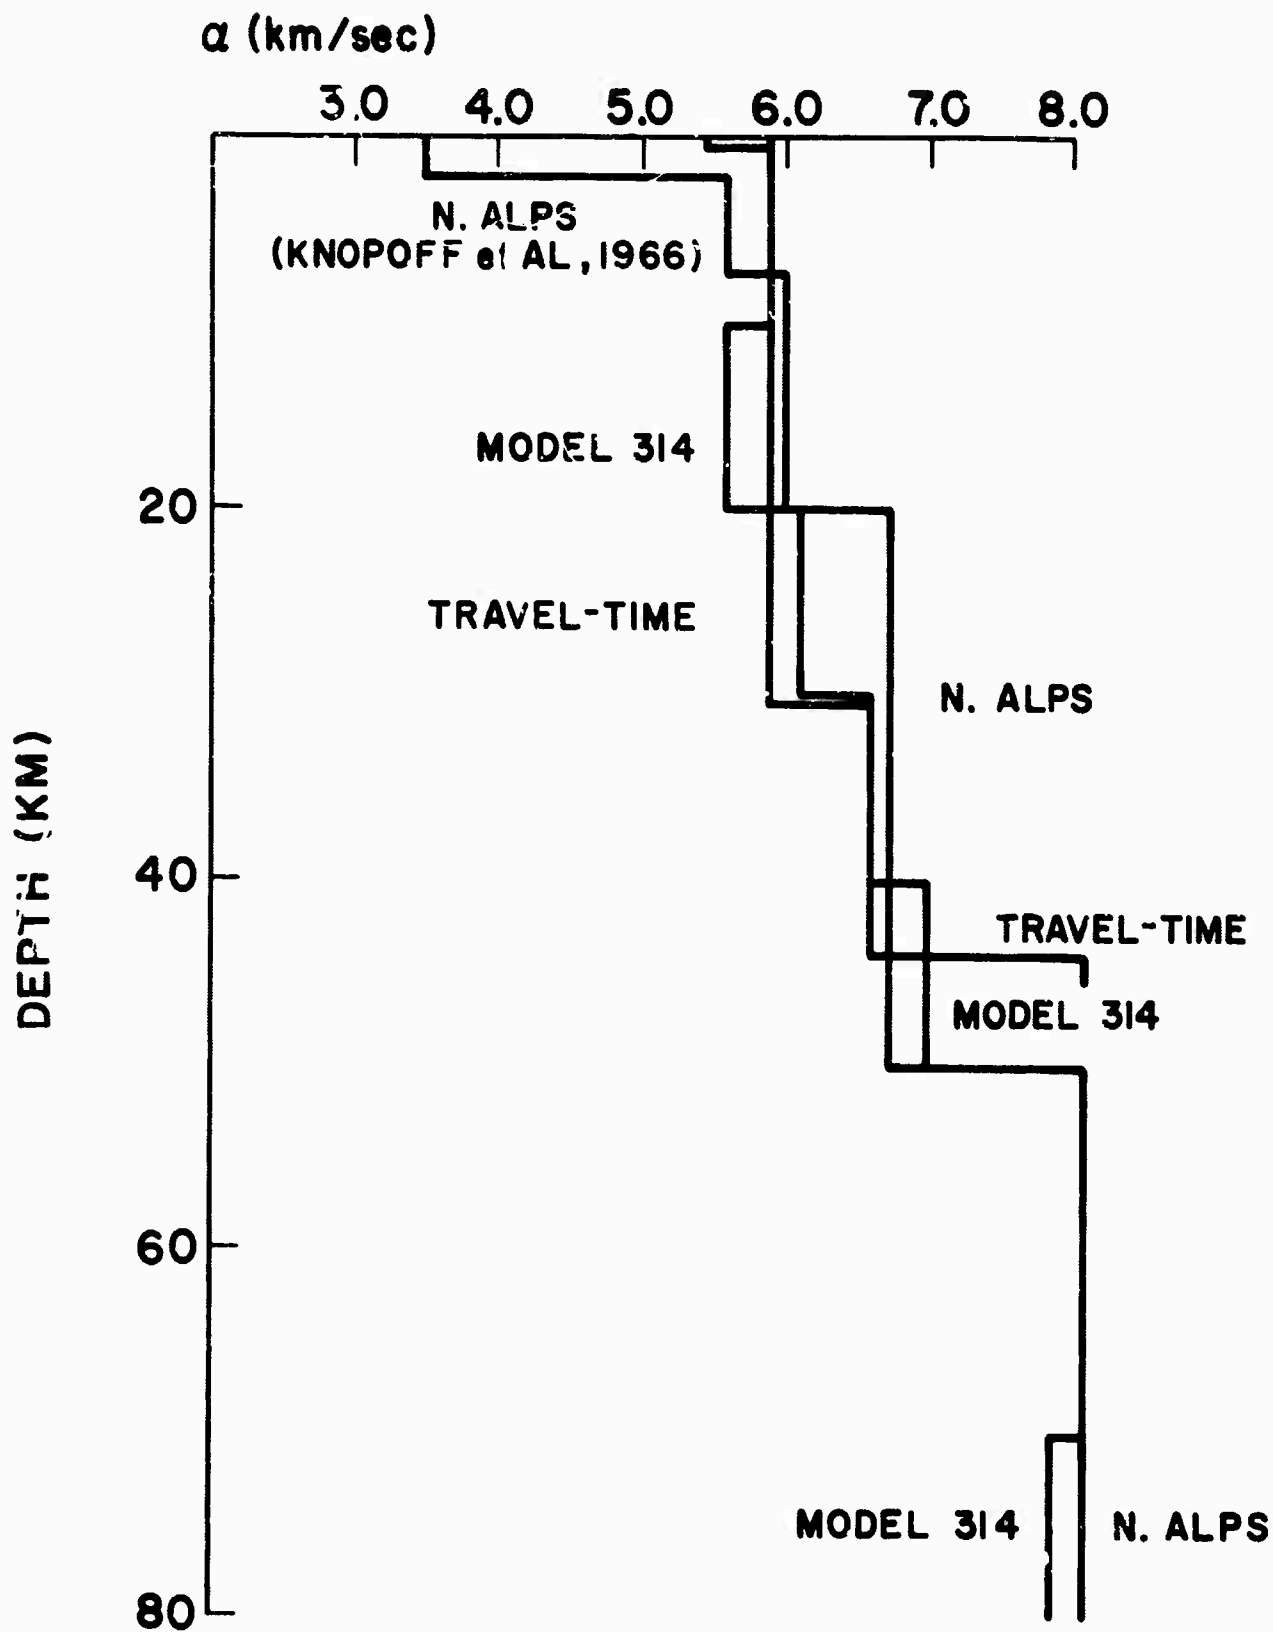 α (km/sec)
3.0 4.0 5.0 6.0 7.0 8.0
N. ALPS
(KNOPOFF et AL, 1966)
MODEL 314
20
TRAVEL-TIME
N. ALPS
DEPTH (KM)
40
TRAVEL-TIME
MODEL 314
60
MODEL 314 N. ALPS
80